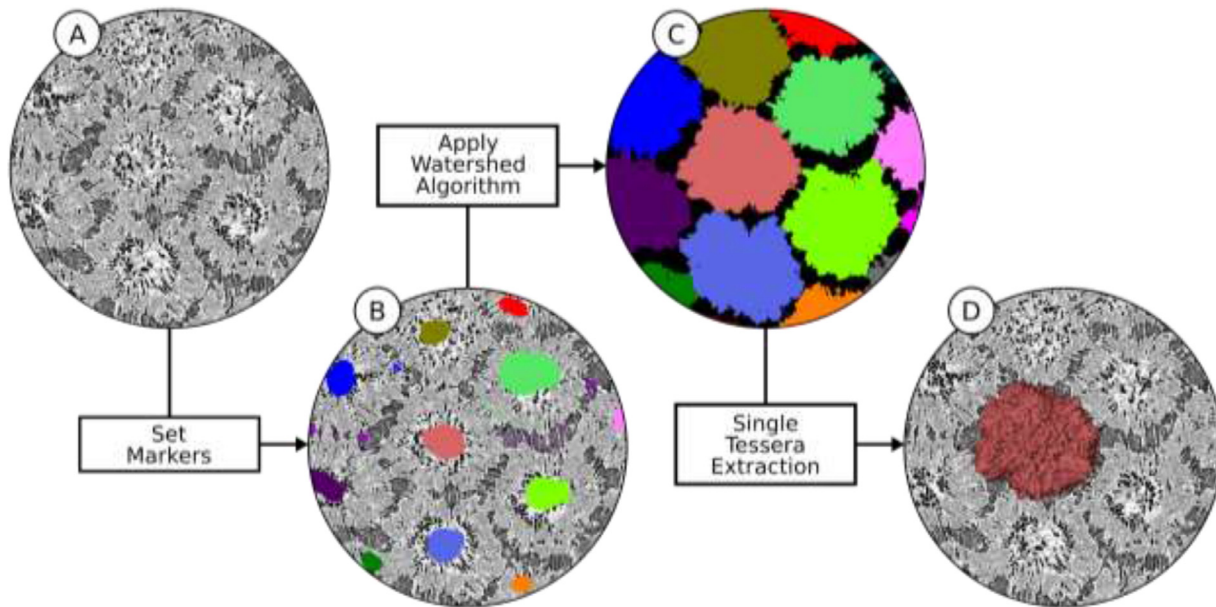 A
Set
Markers
B
Apply
Watershed
Algorithm
C
Single
Tessera
Extraction
D